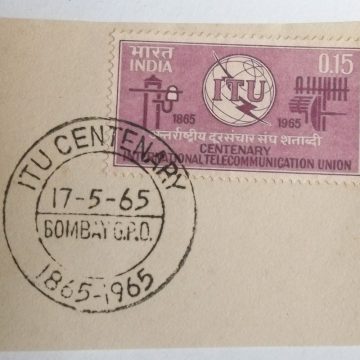 भारत
INDIA
0.15
1865
ITU
1965
अन्तर्राष्ट्रीय दूरसंचार संघ शताब्दी
CENTENARY
INTERNATIONAL TELECOMMUNICATION UNION
ITU CENTENARY
17-5-65
BOMBAY G.P.O.
1865-1965